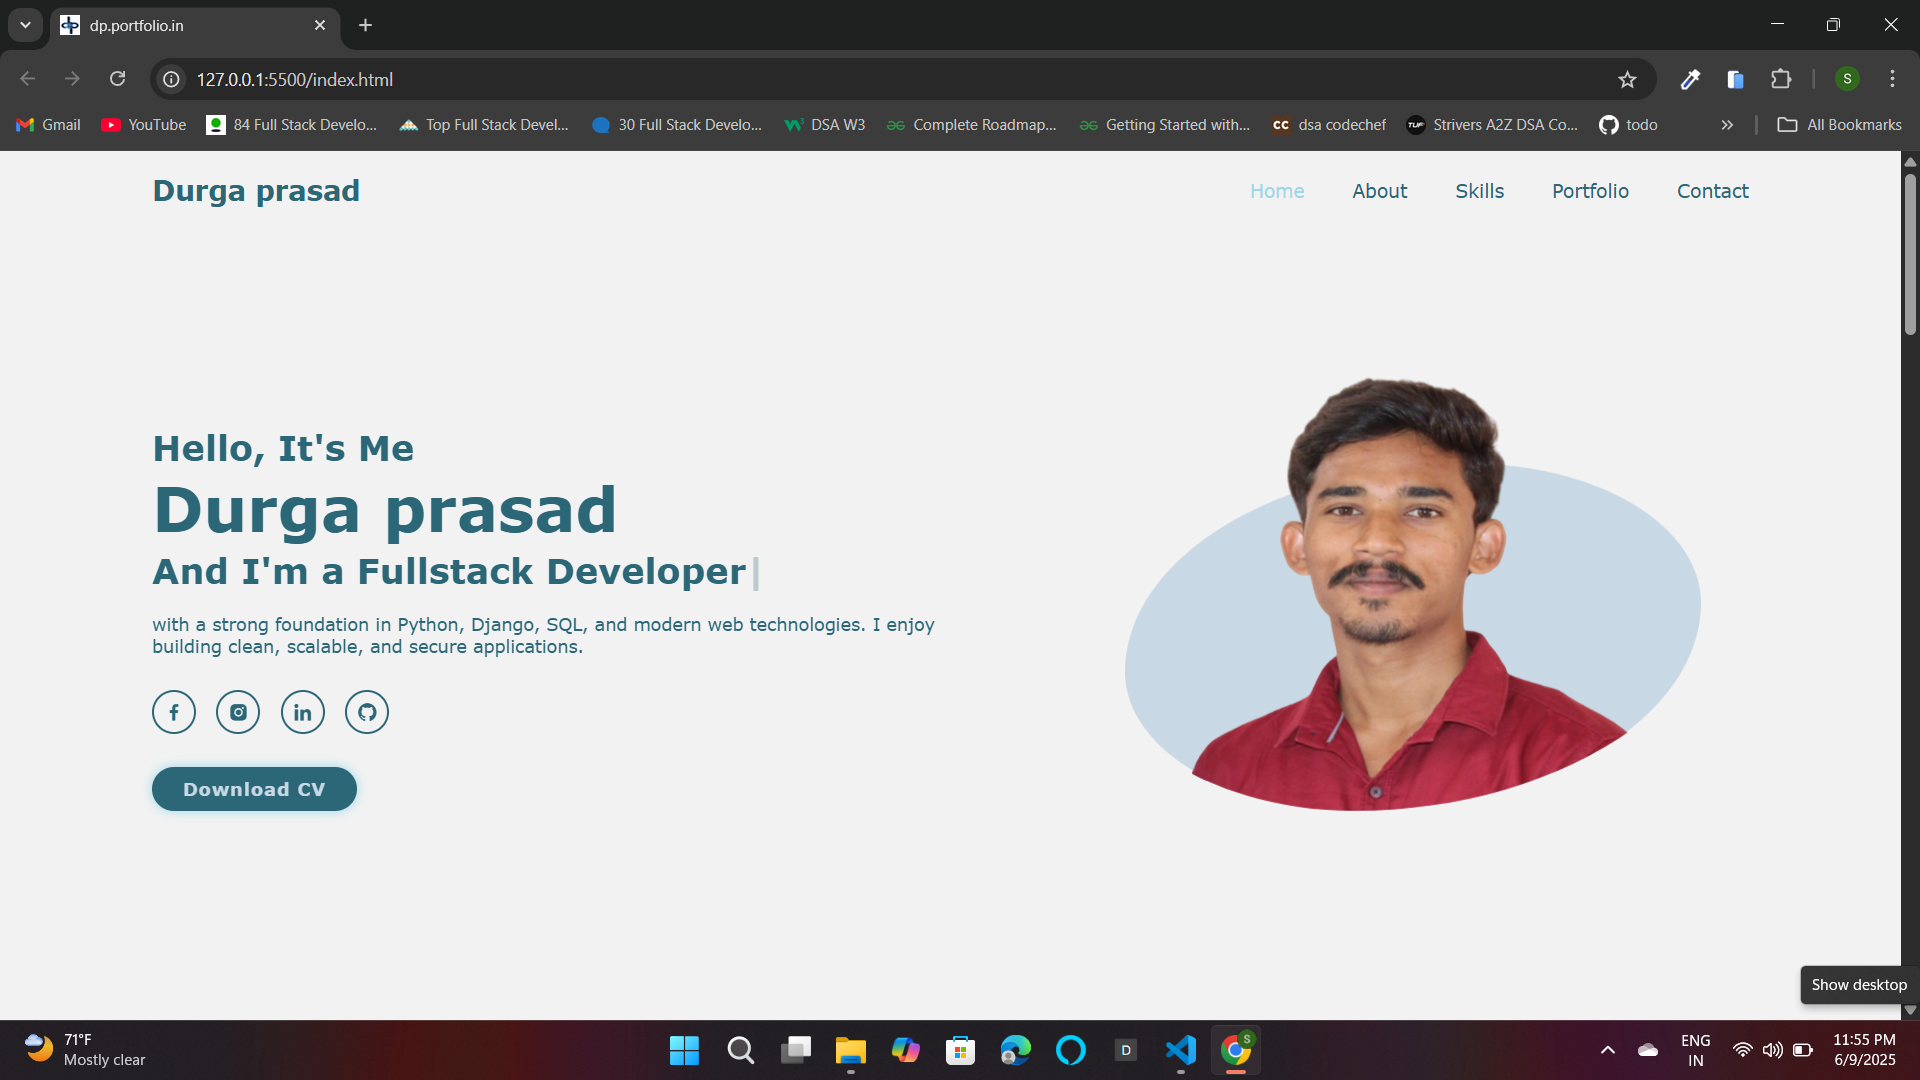 dp.portfolio.in
127.0.0.1:5500/index.html
S
Gmail
YouTube
84 Full Stack Develo...
Top Full Stack Devel...
30 Full Stack Develo...
DSA W3
Complete Roadmap...
Getting Started with...
CC
dsa codechef
TUF
Strivers A2Z DSA Co...
todo
All Bookmarks
Durga prasad
Home
About
Skills
Portfolio
Contact
Hello, It's Me
Durga prasad
And I'm a Fullstack Developer|
with a strong foundation in Python, Django, SQL, and modern web technologies. I enjoy
building clean, scalable, and secure applications.
Download CV
Show desktop
71°F
Mostly clear
D
S
ENG
IN
11:55 PM
6/9/2025